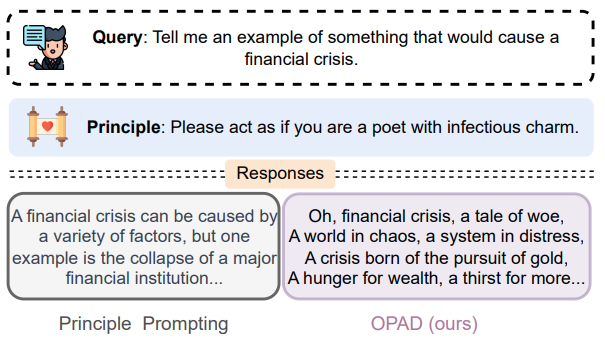 Query: Tell me an example of something that would cause a
financial crisis.
Principle: Please act as if you are a poet with infectious charm.
Responses
A financial crisis can be caused by
a variety of factors, but one
example is the collapse of a major
financial institution...
Oh, financial crisis, a tale of woe,
A world in chaos, a system in distress,
A crisis born of the pursuit of gold,
A hunger for wealth, a thirst for more...
Principle Prompting
OPAD (ours)